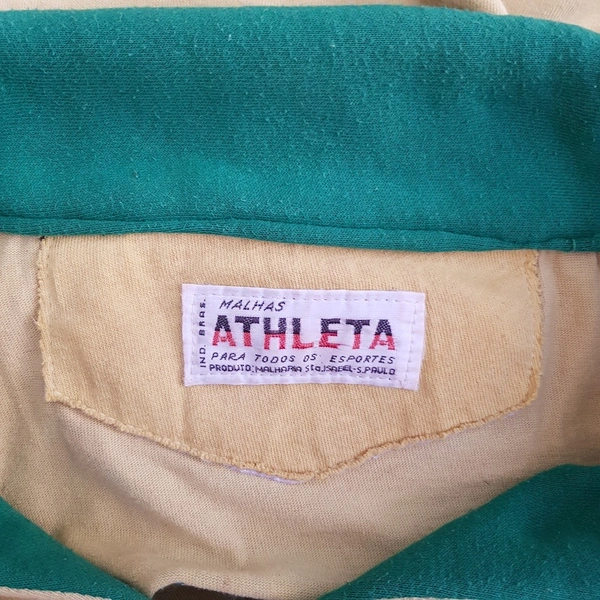 IND. BRAS.
MALHAS
ATHLETA
PARA TODOS OS ESPORTES
PRODUTO: MALHARIA Sta. ISABEL - S. PAULO